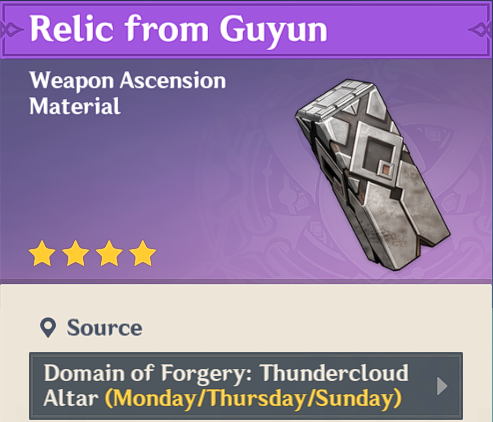 Relic from Guyun
Weapon Ascension
Material
Source
Domain of Forgery: Thundercloud
Altar (Monday/Thursday/Sunday)